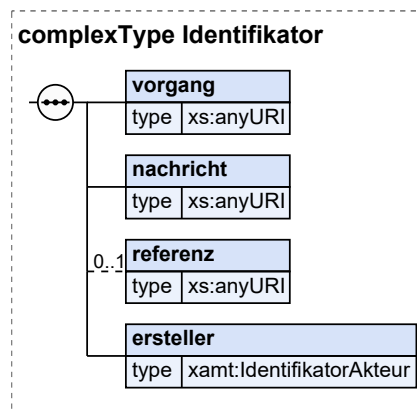 complexType Identifikator
vorgang
type xs:anyURI
nachricht
type xs:anyURI
0..1
referenz
type xs:anyURI
ersteller
type xamt:IdentifikatorAkteur